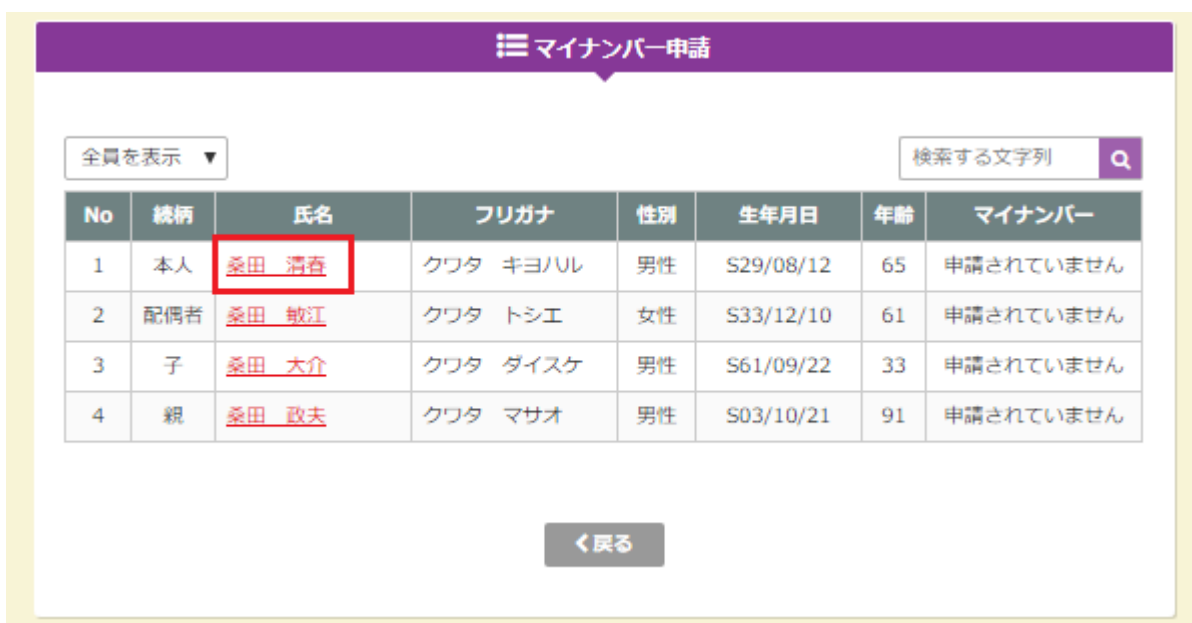 マイナンバー申請
全員を表示 ▼
検索する文字列
No 続柄 氏名 フリガナ 性別 生年月日 年齢 マイナンバー
1 本人 桑田 清春 クワタ キヨハル 男性 S29/08/12 65 申請されていません
2 配偶者 桑田 敏江 クワタ トシエ 女性 S33/12/10 61 申請されていません
3 子 桑田 大介 クワタ ダイスケ 男性 S61/09/22 33 申請されていません
4 親 桑田 政夫 クワタ マサオ 男性 S03/10/21 91 申請されていません
戻る